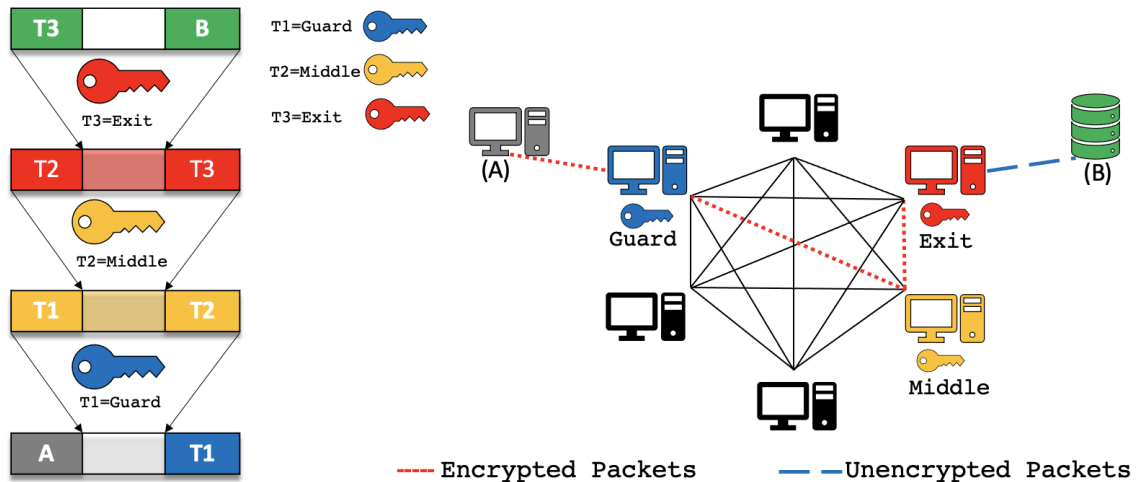 T3 B
T3=Exit
T2 T3
T2=Middle
T1 T2
T1=Guard
A T1
T1=Guard
T2=Middle
T3=Exit
(A)
Guard
Exit
(B)
Middle
Encrypted Packets
Unencrypted Packets